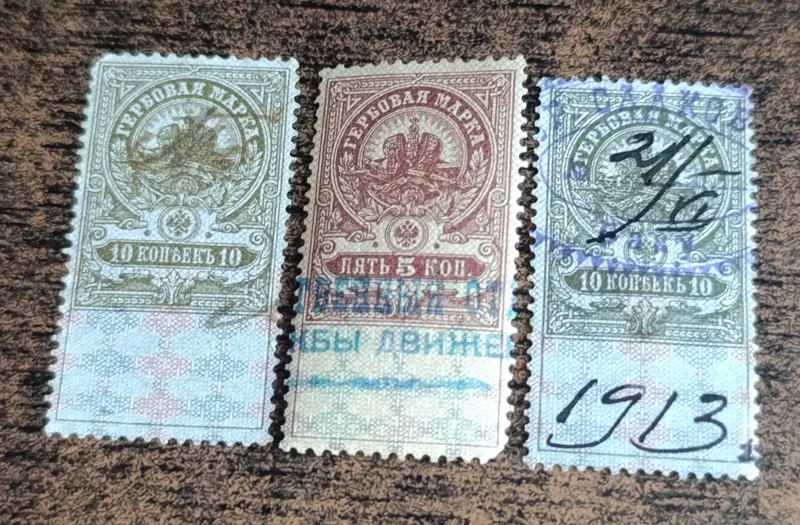 ГЕРБОВАЯ МАРКА
10 КОПѢЕКЪ 10
ГЕРБОВАЯ МАРКА
ПЯТЬ 5 КОП.
ЖБЫ ДВИЖЕ
ГЕРБОВАЯ МАРКА
21/XI
10 КОПѢЕКЪ 10
1913